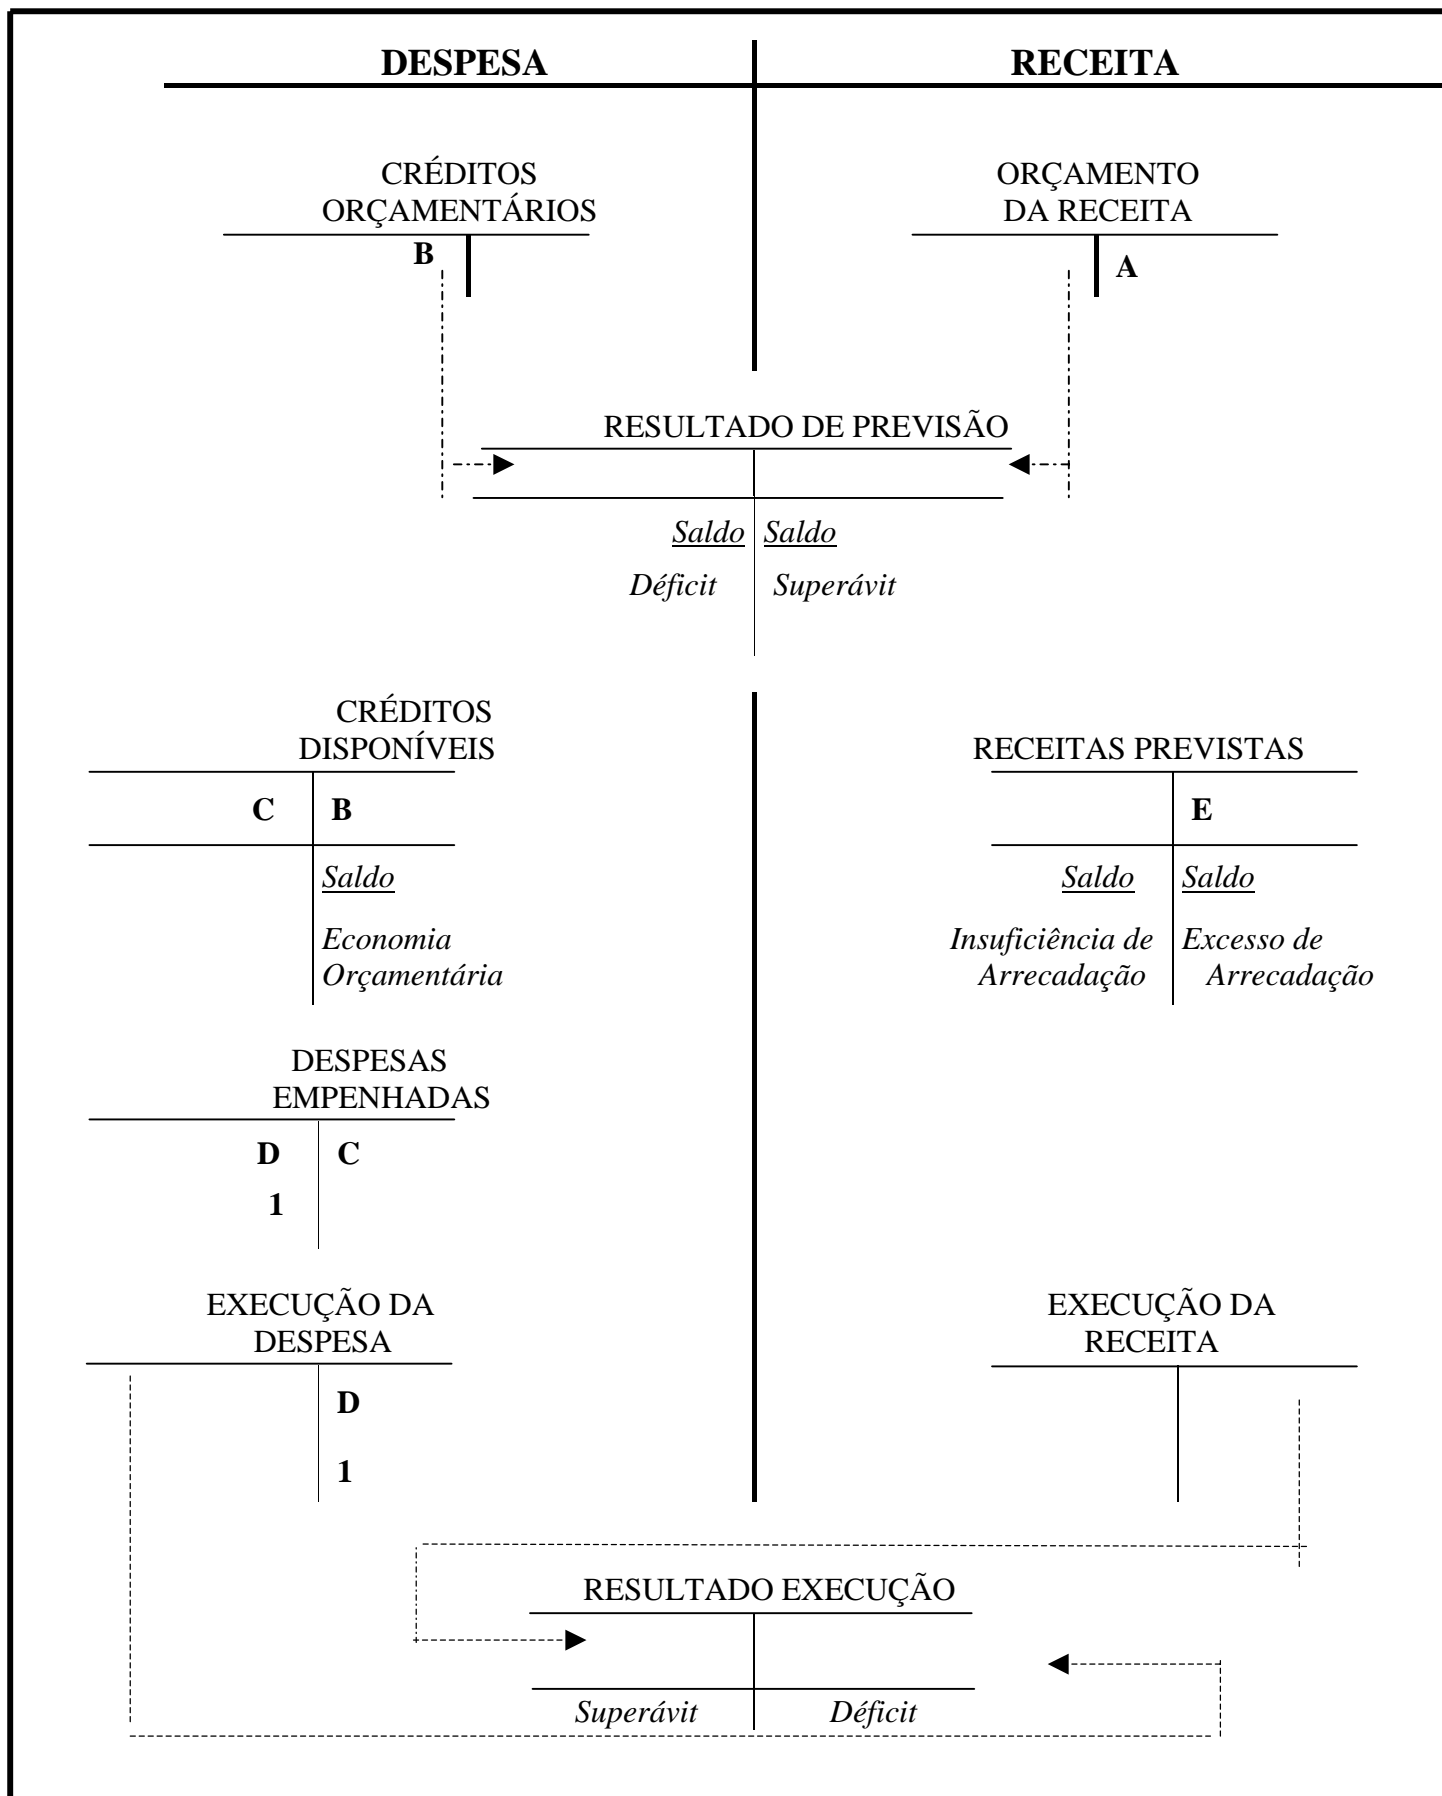 DESPESA RECEITA
CRÉDITOS
ORÇAMENTÁRIOS
ORÇAMENTO
DA RECEITA
B
A
RESULTADO DE PREVISÃO
Saldo Saldo
Déficit Superávit
CRÉDITOS
DISPONÍVEIS
RECEITAS PREVISTAS
C B
E
Saldo
Saldo Saldo
Economia
Orçamentária
Insuficiência de Excesso de
Arrecadação Arrecadação
DESPESAS
EMPENHADAS
D C
1
EXECUÇÃO DA
DESPESA
EXECUÇÃO DA
RECEITA
D
1
RESULTADO EXECUÇÃO
Superávit Déficit